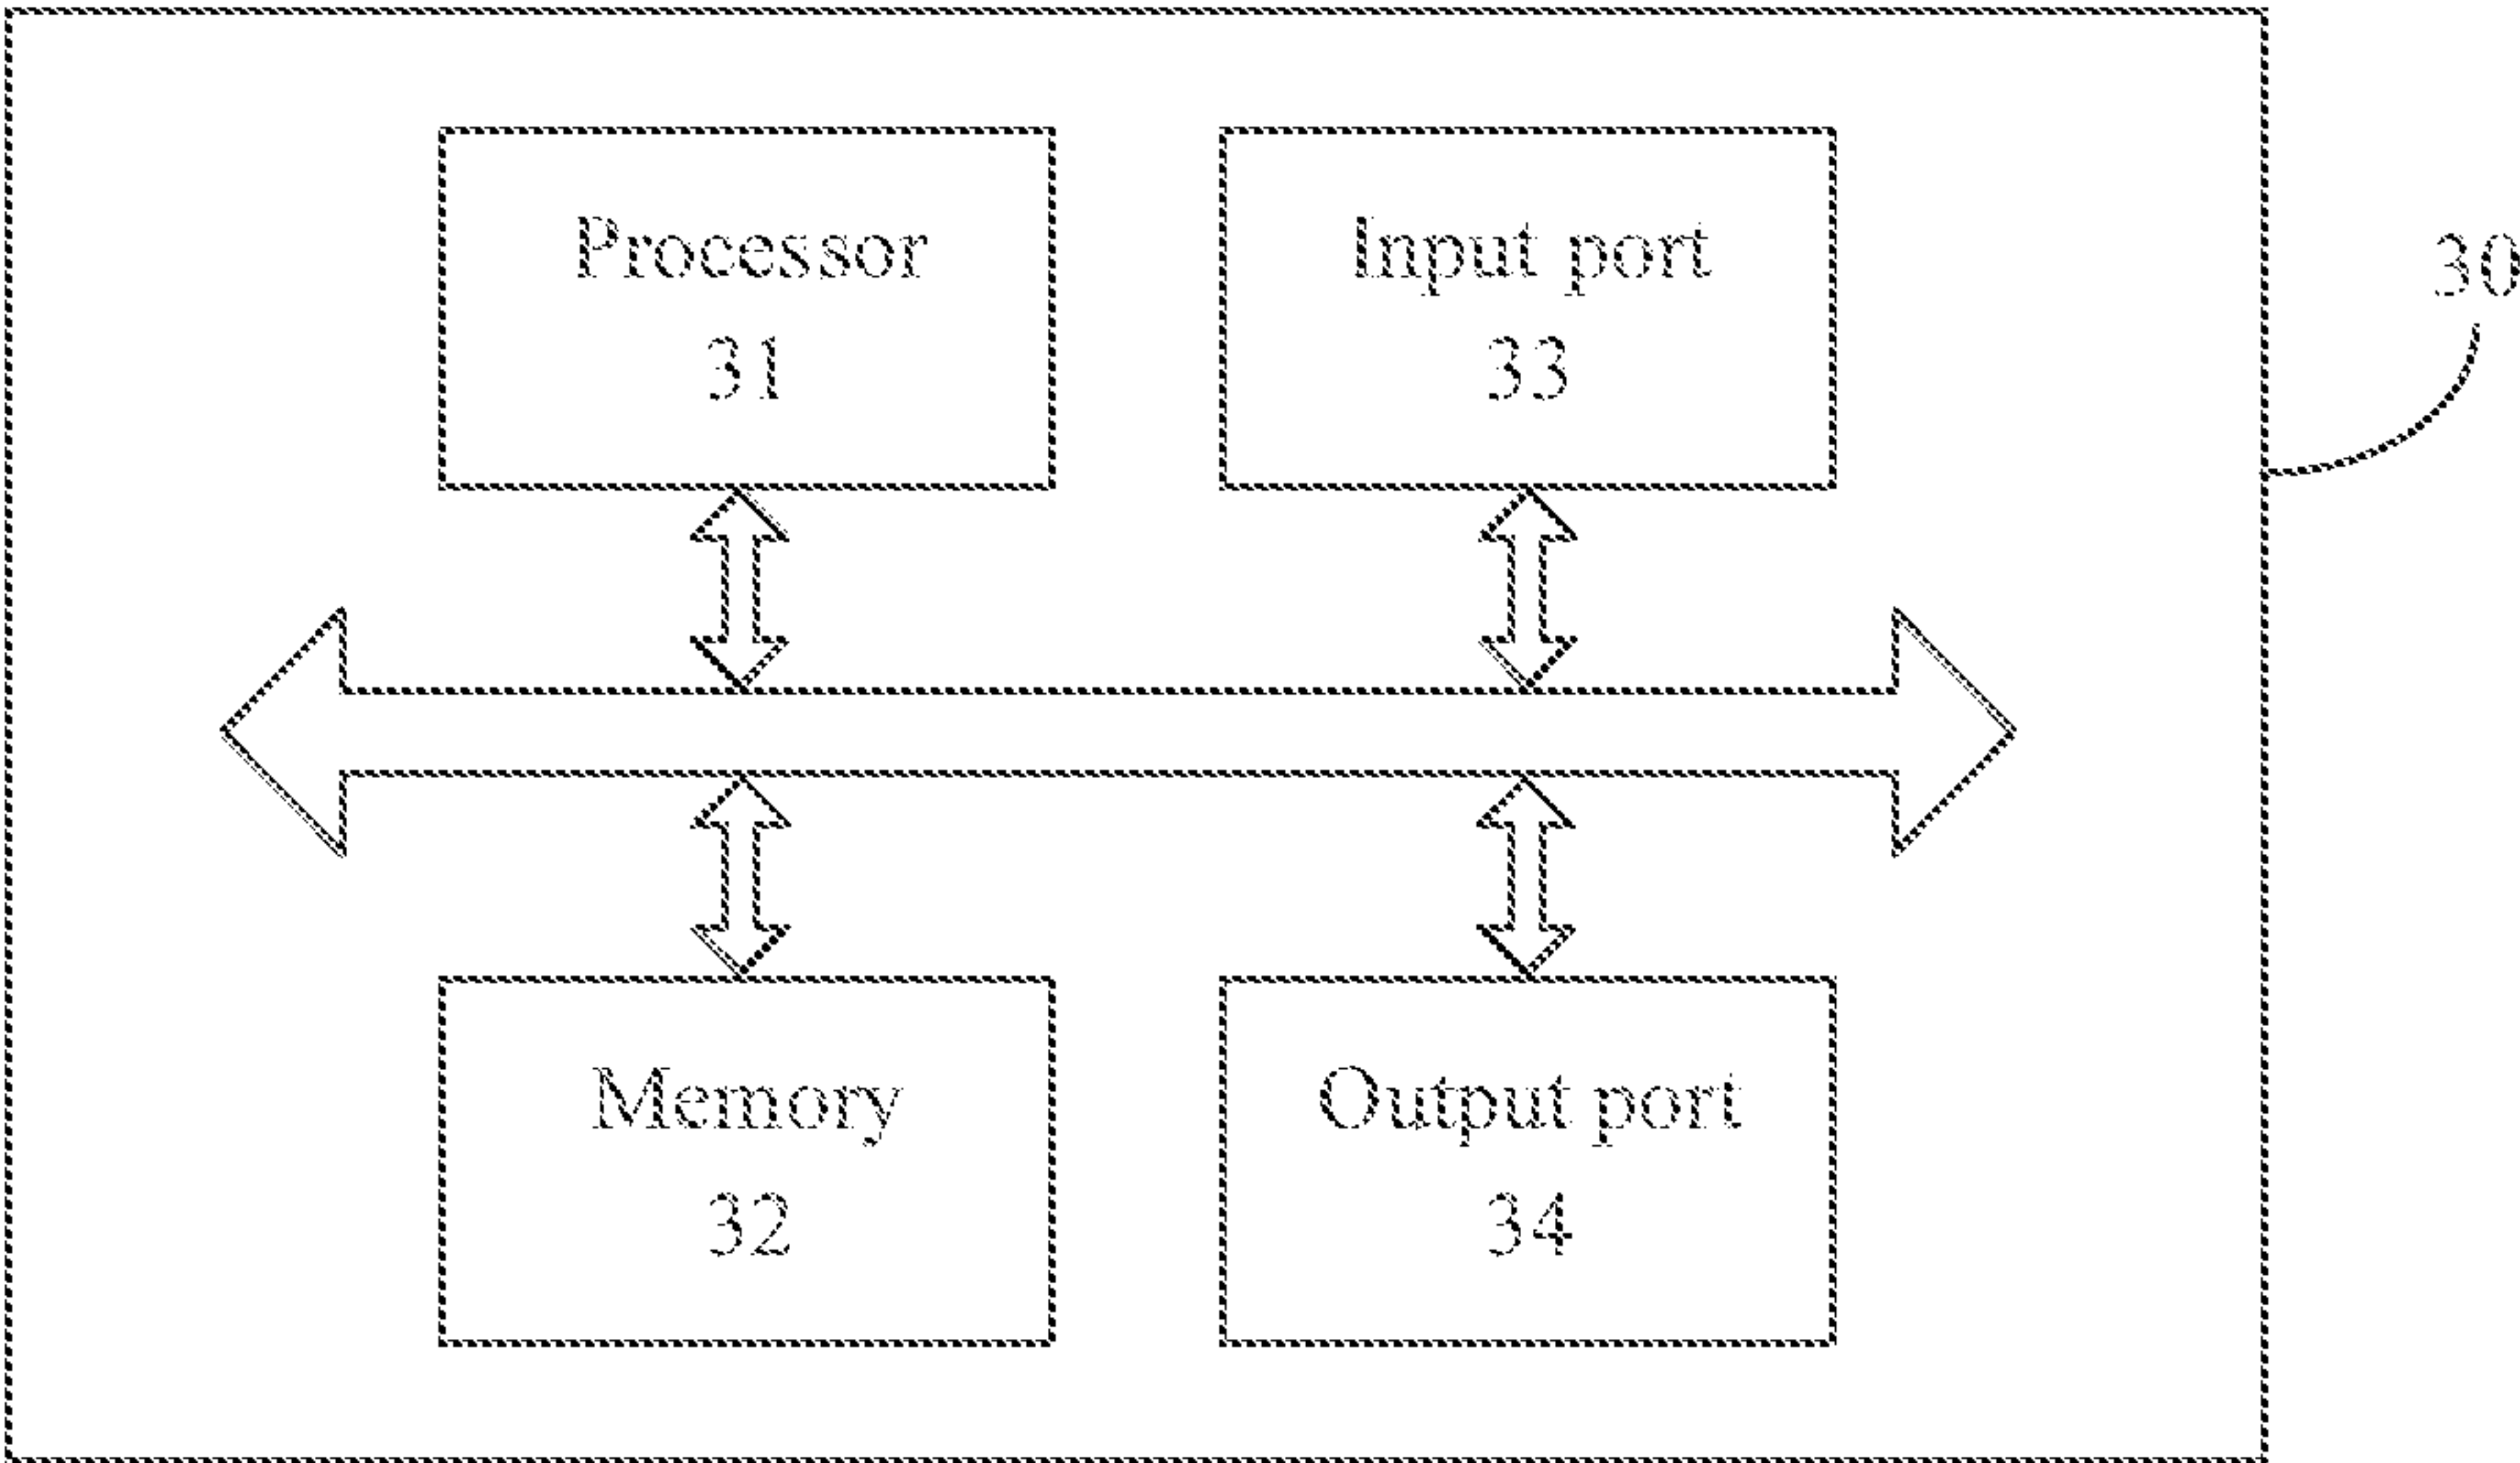 Processor
31
Input port
33
30
Memory
32
Output port
34